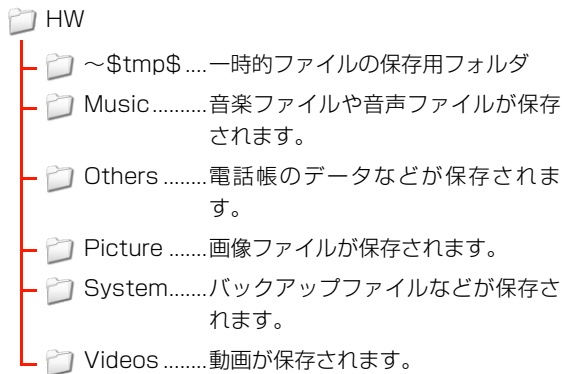 HW
～$tmp$....一時的ファイルの保存用フォルダ
Music..........音楽ファイルや音声ファイルが保存
されます。
Others ........電話帳のデータなどが保存されま
す。
Picture .......画像ファイルが保存されます。
System.......バックアップファイルなどが保存さ
れます。
Videos ........動画が保存されます。